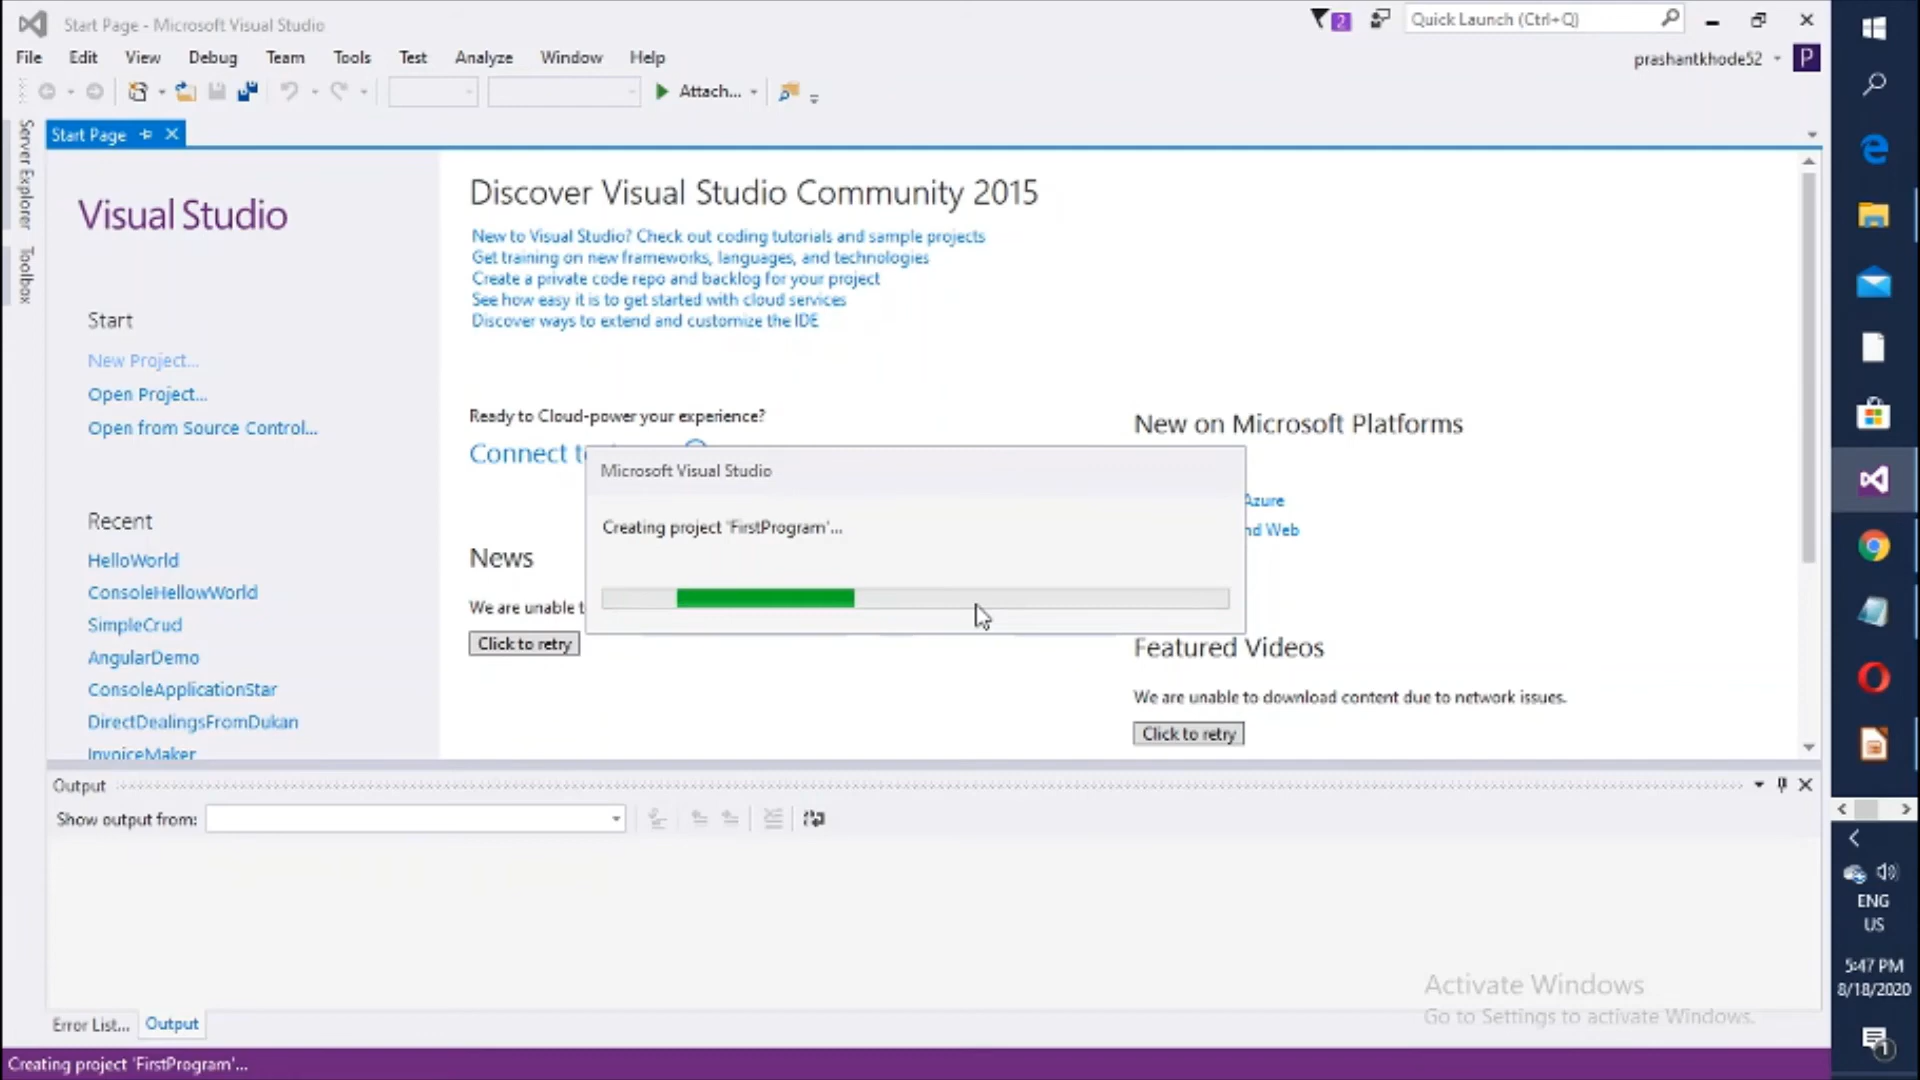 Start Page - Microsoft Visual Studio
2
Quick Launch (Ctrl+Q)
File Edit View Debug Team Tools Test Analyze Window Help
prashantkhode52
P
Attach...
Server Explorer
Toolbox
Start Page
Visual Studio
Start
New Project...
Open Project...
Open from Source Control...
Recent
HelloWorld
ConsoleHellowWorld
SimpleCrud
AngularDemo
ConsoleApplicationStar
DirectDealingsFromDukan
InvoiceMaker
Discover Visual Studio Community 2015
New to Visual Studio? Check out coding tutorials and sample projects
Get training on new frameworks, languages, and technologies
Create a private code repo and backlog for your project
See how easy it is to get started with cloud services
Discover ways to extend and customize the IDE
Ready to Cloud-power your experience?
Connect
News
We are unable
Click to retry
Microsoft Visual Studio
Creating project 'FirstProgram'...
New on Microsoft Platforms
Azure
Web
Featured Videos
We are unable to download content due to network issues.
Click to retry
Output
Show output from:
Error List... Output
Creating project 'FirstProgram'...
Activate Windows
Go to Settings to activate Windows.
ENG
US
5:47 PM
8/18/2020
1